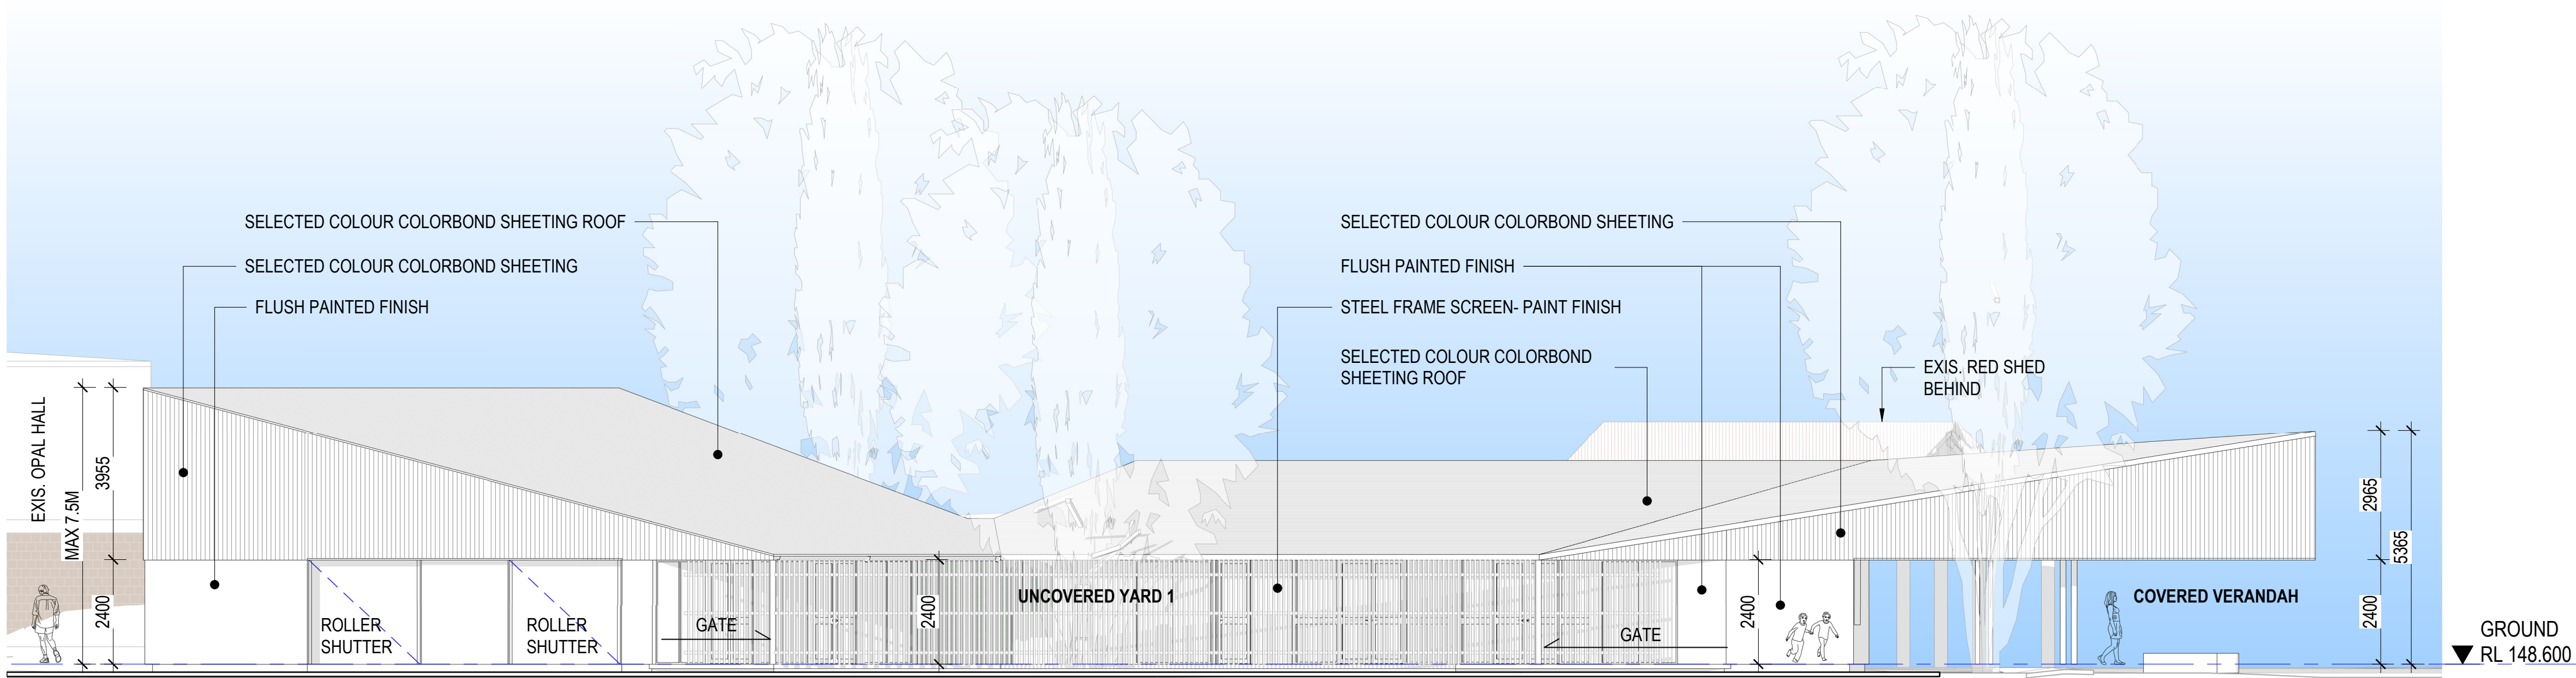 SELECTED COLOUR COLORBOND SHEETING ROOF
SELECTED COLOUR COLORBOND SHEETING
FLUSH PAINTED FINISH
SELECTED COLOUR COLORBOND SHEETING
FLUSH PAINTED FINISH
STEEL FRAME SCREEN- PAINT FINISH
SELECTED COLOUR COLORBOND
SHEETING ROOF
EXIS. RED SHED
BEHIND
EXIS. OPAL HALL
MAX 7.5M
3955
2400
ROLLER
SHUTTER
ROLLER
SHUTTER
GATE
2400
UNCOVERED YARD 1
GATE
2400
COVERED VERANDAH
2965
2400
5365
GROUND
RL 148.600